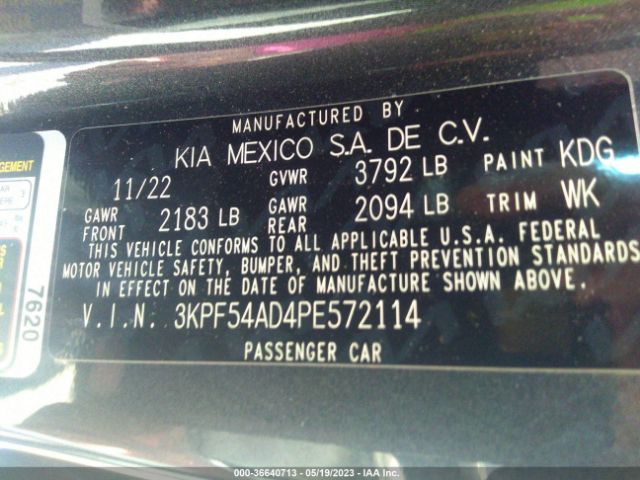 MANUFACTURED BY
KIA MEXICO S.A. DE C.V.
11/22 GVWR 3792 LB PAINT KDG
GAWR FRONT 2183 LB GAWR REAR 2094 LB TRIM WK
THIS VEHICLE CONFORMS TO ALL APPLICABLE U.S.A. FEDERAL
MOTOR VEHICLE SAFETY, BUMPER, AND THEFT PREVENTION STANDARDS
IN EFFECT ON THE DATE OF MANUFACTURE SHOWN ABOVE.
V.I.N. 3KPF54AD4PE572114
PASSENGER CAR
7620
000-36640713 - 05/19/2023 - IAA Inc.